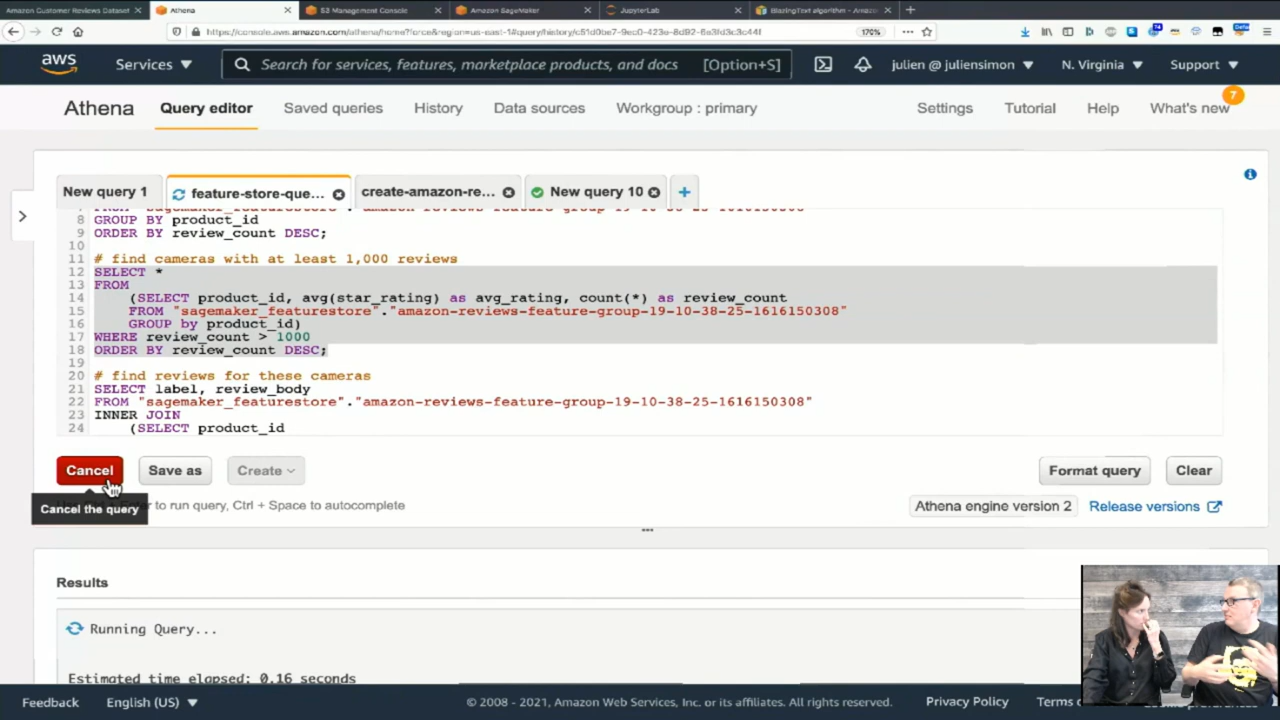 Amazon Customer Reviews Dataset
Athena
S3 Management Console
Amazon SageMaker
JupyterLab
BlazingText algorithm - Amazo
170%
aws
Services
Search for services, features, marketplace products, and docs
[Option+S]
julien @ juliensimon
N. Virginia
Support
Athena
Query editor
Saved queries
History
Data sources
Workgroup : primary
Settings
Tutorial
Help
What's new
7
New query 1
feature-store-que...
create-amazon-re...
New query 10
8 GROUP BY product_id
9 ORDER BY review_count DESC;
10
11 # find cameras with at least 1,000 reviews
12 SELECT *
13 FROM
14 (SELECT product_id, avg(star_rating) as avg_rating, count(*) as review_count
15 FROM "sagemaker_featurestore"."amazon-reviews-feature-group-19-10-38-25-1616150308"
16 GROUP by product_id)
17 WHERE review_count > 1000
18 ORDER BY review_count DESC;
19
20 # find reviews for these cameras
21 SELECT label, review_body
22 FROM "sagemaker_featurestore"."amazon-reviews-feature-group-19-10-38-25-1616150308"
23 INNER JOIN
24 (SELECT product_id
Cancel
Save as
Create
Format query
Clear
Cancel the query
to run query, Ctrl + Space to autocomplete
Athena engine version 2
Release versions
Results
Running Query...
Estimated time elapsed: 0.16 seconds
Feedback
English (US)
© 2008 - 2021, Amazon Web Services, Inc. or its affiliates. All rights reserved.
Privacy Policy
Terms